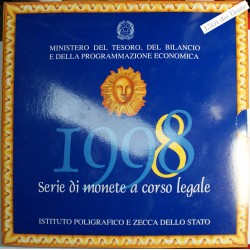 MINISTERO DEL TESORO, DEL BILANCIO
E DELLA PROGRAMMAZIONE ECONOMICA
1998
Serie di monete a corso legale
ISTITUTO POLIGRAFICO E ZECCA DELLO STATO